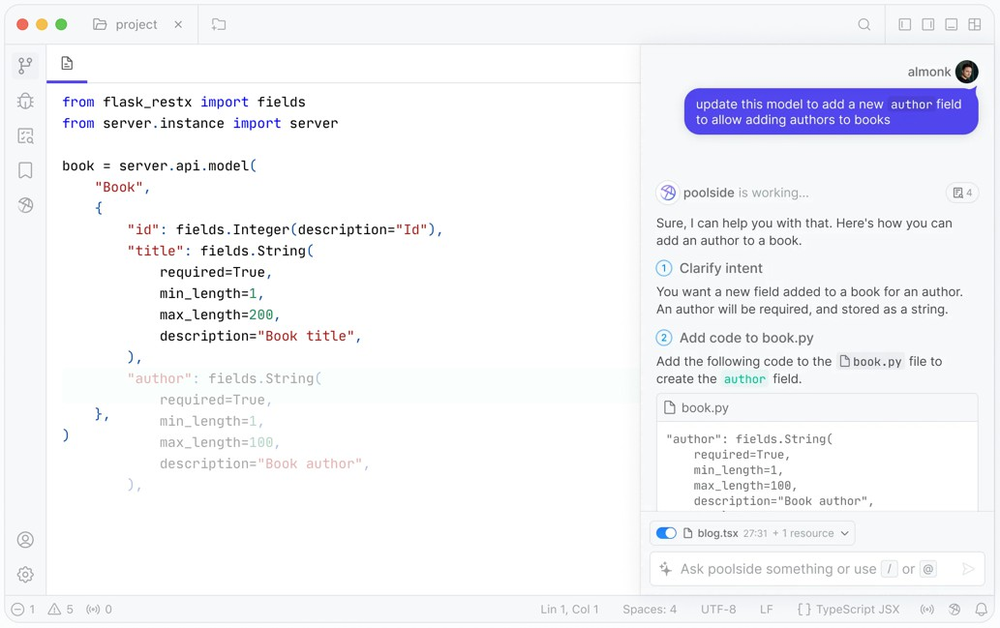 project
from flask_restx import fields
from server.instance import server
book = server.api.model(
"Book",
{
"id": fields.Integer(description="Id"),
"title": fields.String(
required=True,
min_length=1,
max_length=200,
description="Book title",
),
"author": fields.String(
required=True,
},
min_length=1,
)
max_length=100,
description="Book author",
),
almonk
update this model to add a new author field
to allow adding authors to books
poolside is working...
4
Sure, I can help you with that. Here's how you can
add an author to a book.
1 Clarify intent
You want a new field added to a book for an author.
An author will be required, and stored as a string.
2 Add code to book.py
Add the following code to the book.py file to
create the author field.
book.py
"author": fields.String(
required=True,
min_length=1,
max_length=100,
description="Book author",
blog.tsx 27:31 + 1 resource
Ask poolside something or use / or @
1 5 0
Ln 1, Col 1 Spaces: 4 UTF-8 LF { } TypeScript JSX